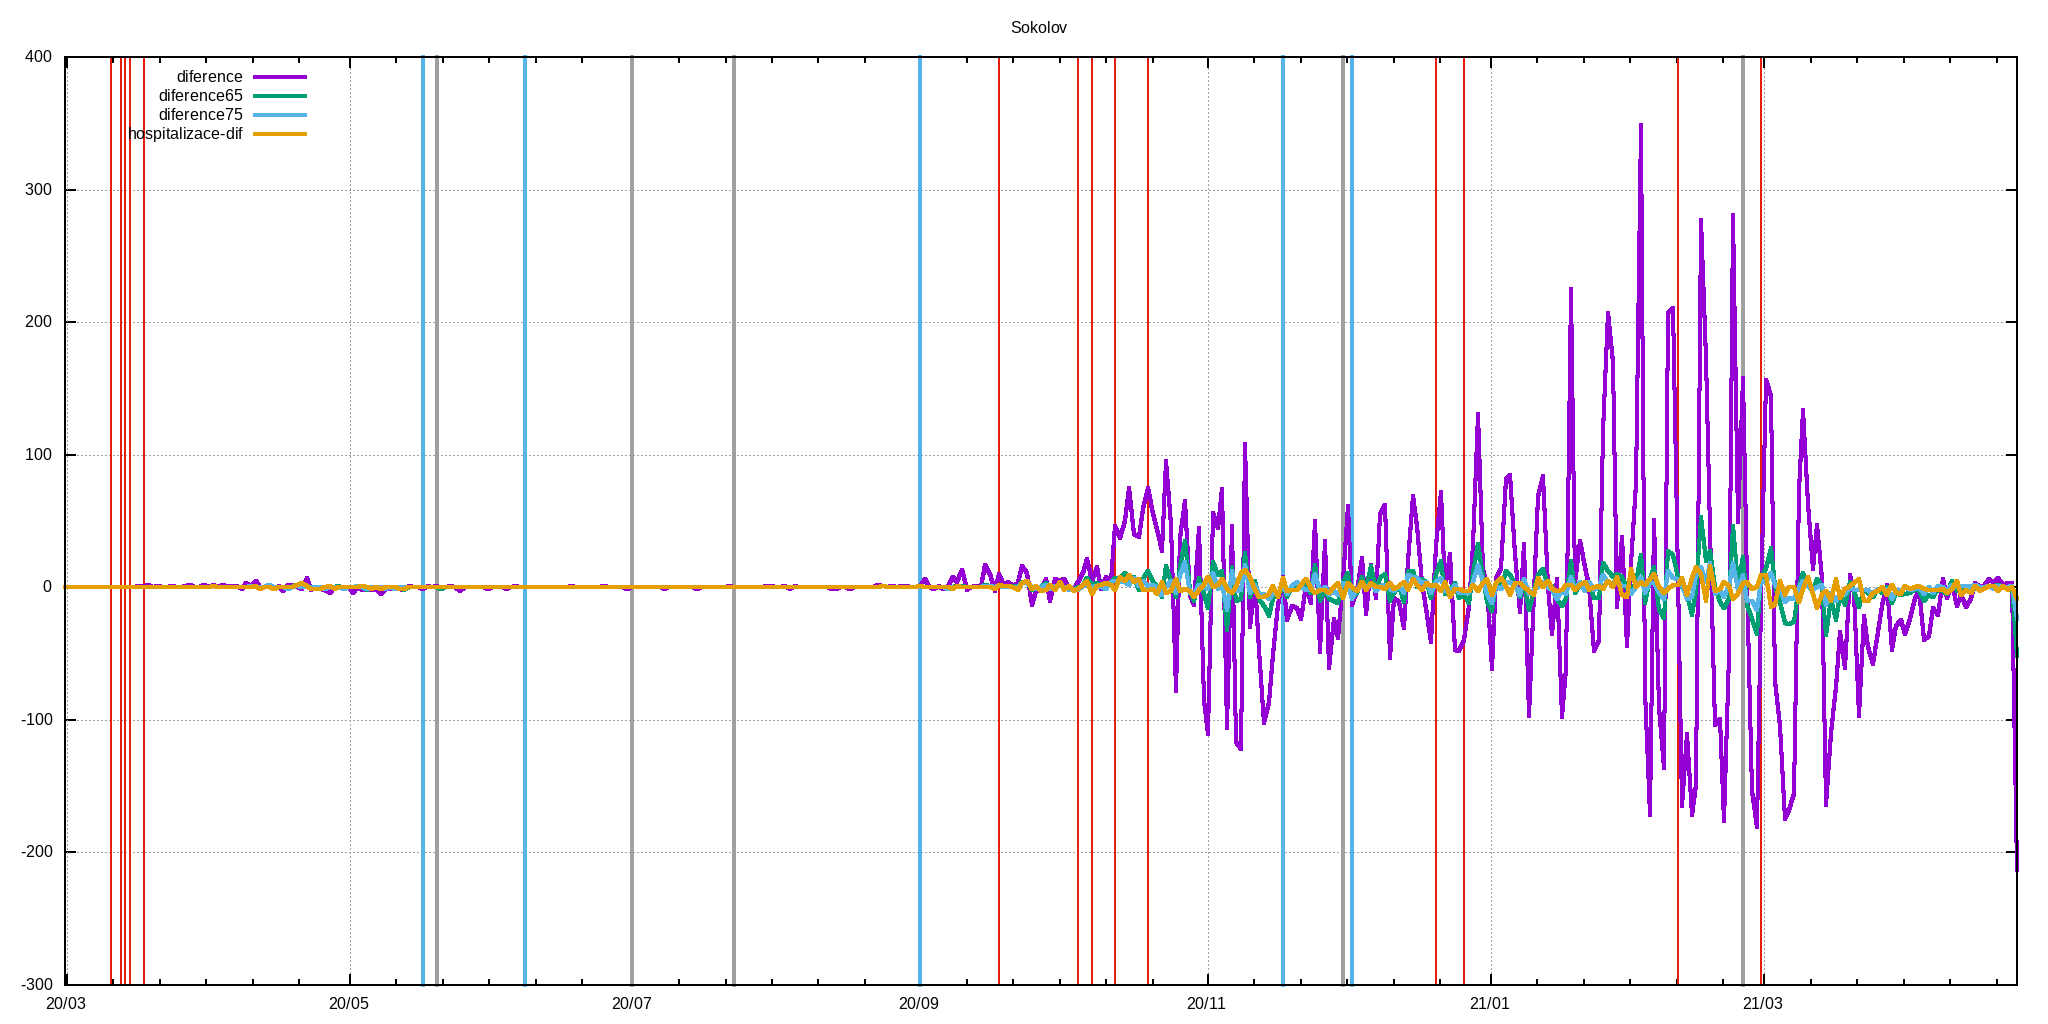 Sokolov
400
300
200
100
0
-100
-200
-300
diference
diference65
diference75
hospitalizace-dif
20/03 20/05 20/07 20/09 20/11 21/01 21/03